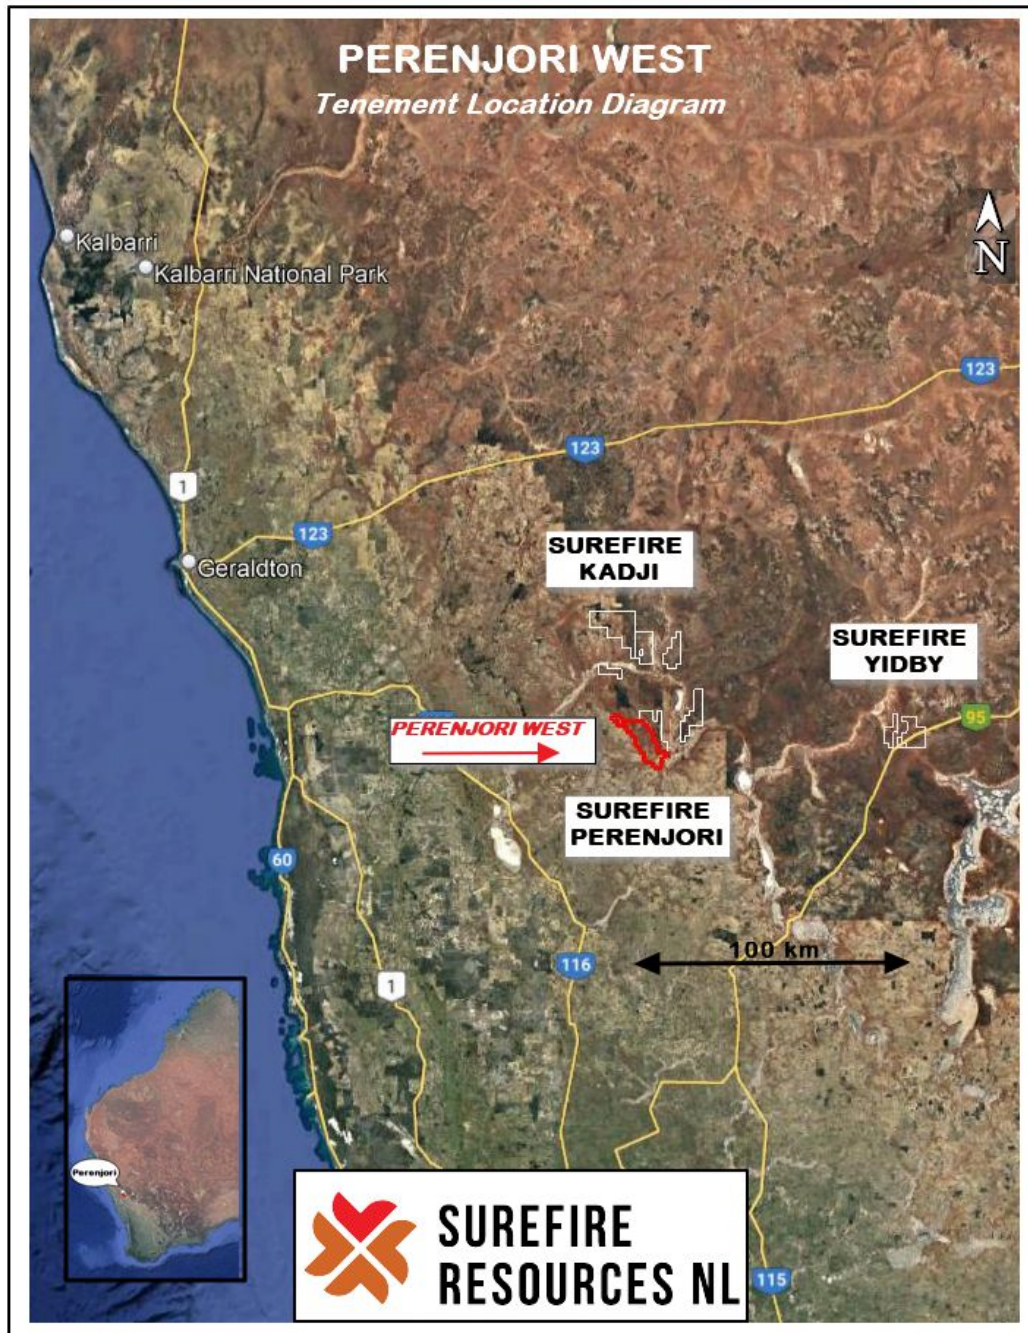 PERENJORI WEST
Tenement Location Diagram
N
Kalbarri
Kalbarri National Park
123
123
1
123
Geraldton
SUREFIRE
KADJI
SUREFIRE
YIDBY
95
PERENJORI WEST
SUREFIRE
PERENJORI
60
100 km
116
1
Perenjori
SUREFIRE
RESOURCES NL
115